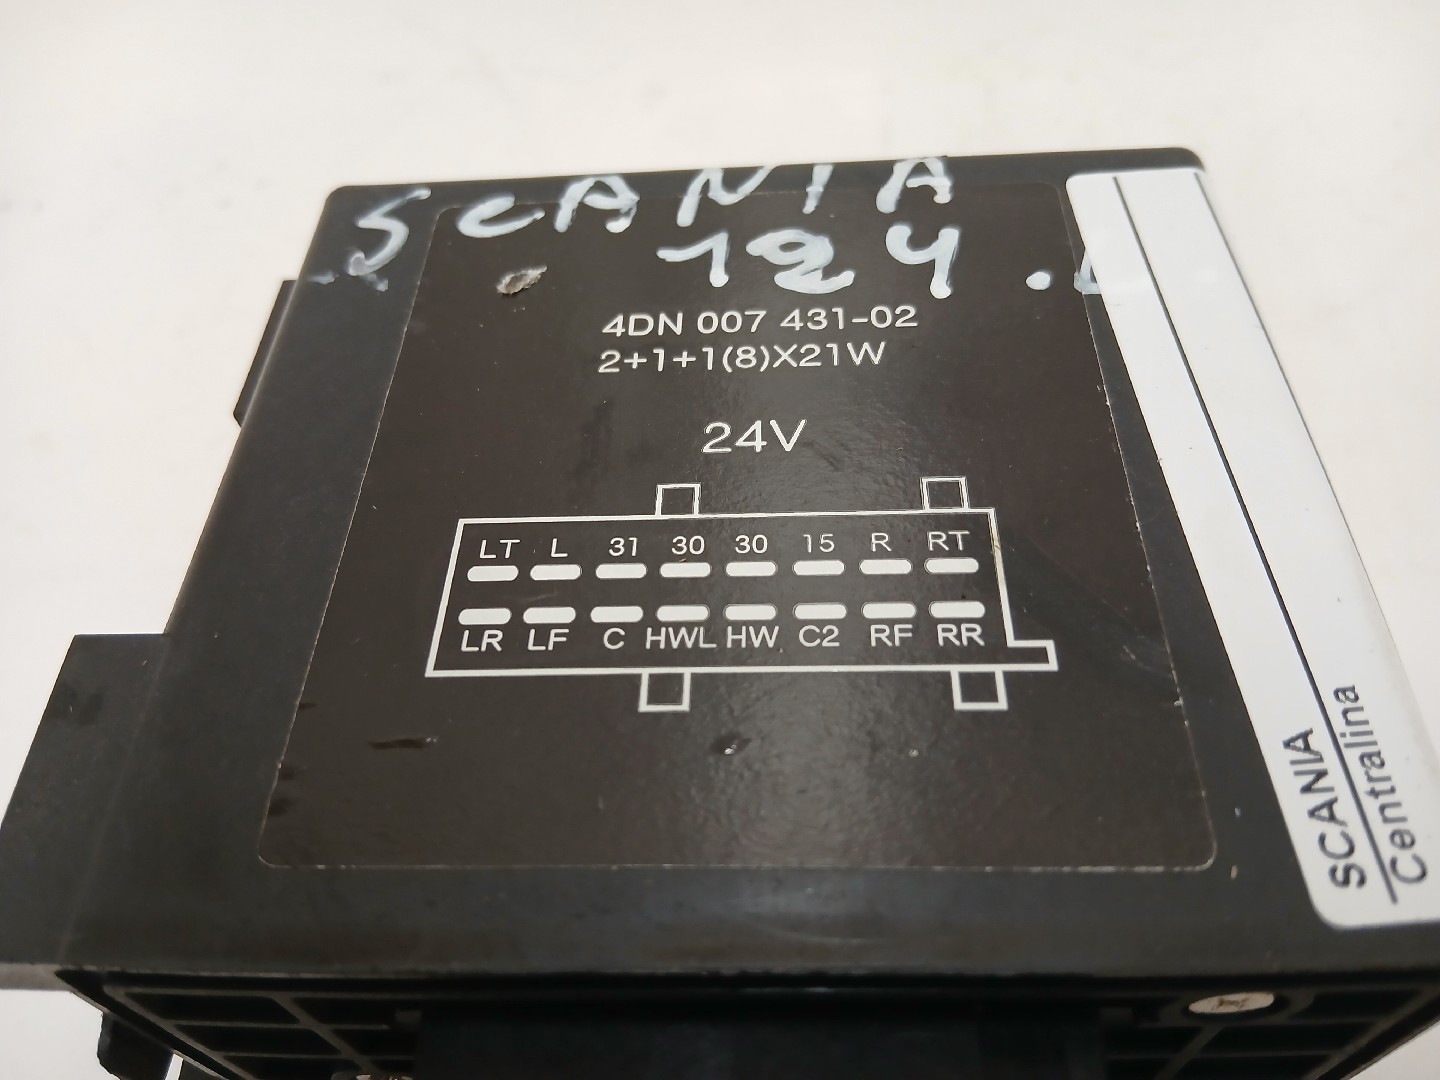 SCANIA
124.
4DN 007 431-02
2+1+1(8)X21W
24V
LT L 31 30 30 15 R RT
LR LF C HWL HW C2 RF RR
SCANIA
Centralina